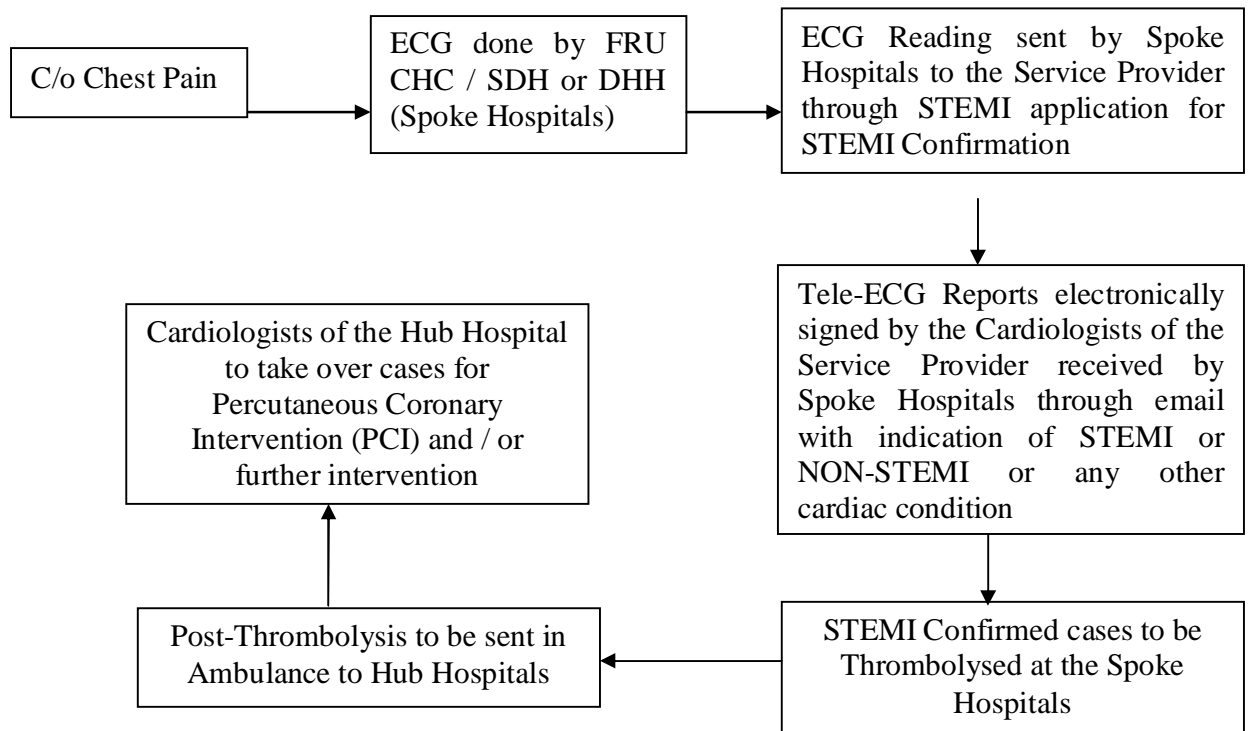 C/o Chest Pain
ECG done by FRU
CHC / SDH or DHH
(Spoke Hospitals)
ECG Reading sent by Spoke
Hospitals to the Service Provider
through STEMI application for
STEMI Confirmation
Tele-ECG Reports electronically
signed by the Cardiologists of the
Service Provider received by
Spoke Hospitals through email
with indication of STEMI or
NON-STEMI or any other
cardiac condition
STEMI Confirmed cases to be
Thrombolysed at the Spoke
Hospitals
Post-Thrombolysis to be sent in
Ambulance to Hub Hospitals
Cardiologists of the Hub Hospital
to take over cases for
Percutaneous Coronary
Intervention (PCI) and / or
further intervention